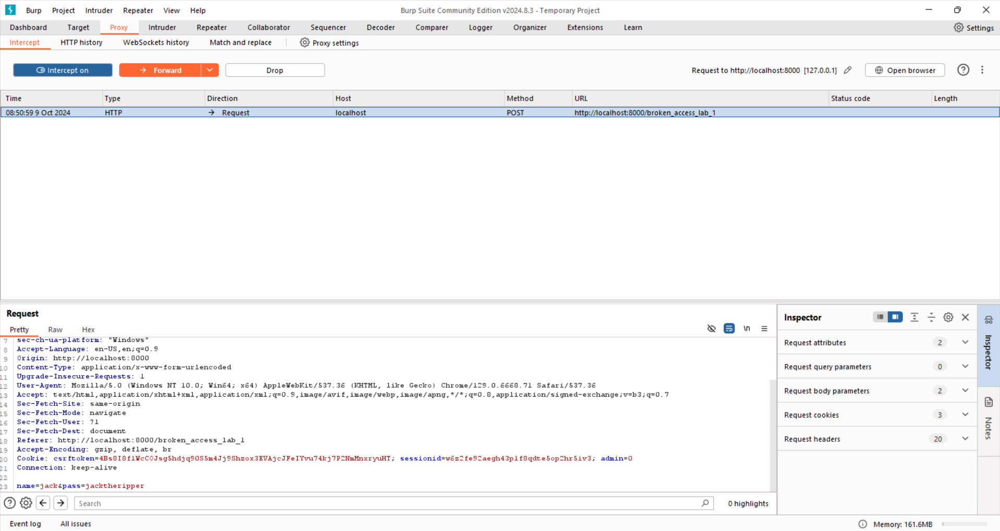 Burp Project Intruder Repeater View Help Burp Suite Community Edition v2024.8.3 - Temporary Project
Dashboard Target Proxy Intruder Repeater Collaborator Sequencer Decoder Comparer Logger Organizer Extensions Learn Settings
Intercept HTTP history WebSockets history Match and replace Proxy settings
Intercept on Forward Drop Request to http://localhost:8000 [127.0.0.1] Open browser
Time Type Direction Host Method URL Status code Length
08:50:59 9 Oct 2024 HTTP → Request localhost POST http://localhost:8000/broken_access_lab_1
Request
Pretty Raw Hex \n
7 sec-ch-ua-platform: "Windows"
8 Accept-Language: en-US,en;q=0.9
9 Origin: http://localhost:8000
10 Content-Type: application/x-www-form-urlencoded
11 Upgrade-Insecure-Requests: 1
12 User-Agent: Mozilla/5.0 (Windows NT 10.0; Win64; x64) AppleWebKit/537.36 (KHTML, like Gecko) Chrome/129.0.6668.71 Safari/537.36
13 Accept: text/html,application/xhtml+xml,application/xml;q=0.9,image/avif,image/webp,image/apng,*/*;q=0.8,application/signed-exchange;v=b3;q=0.7
14 Sec-Fetch-Site: same-origin
15 Sec-Fetch-Mode: navigate
16 Sec-Fetch-User: ?1
17 Sec-Fetch-Dest: document
18 Referer: http://localhost:8000/broken_access_lab_1
19 Accept-Encoding: gzip, deflate, br
20 Cookie: csrftoken=4Bs8I8flWcC0Jsg5hdjq90S5m4Jj9Shzox3EVAjcJFeIYvu74kj7P2NmMnxryuHT; sessionid=w6z2fe92aegh43plf8qdte5op2hr5iv3; admin=0
21 Connection: keep-alive
22
23 name=jack&pass=jacktheripper
Search 0 highlights
Inspector
Request attributes 2
Request query parameters 0
Request body parameters 2
Request cookies 3
Request headers 20
Inspector
Notes
Event log All issues Memory: 161.6MB